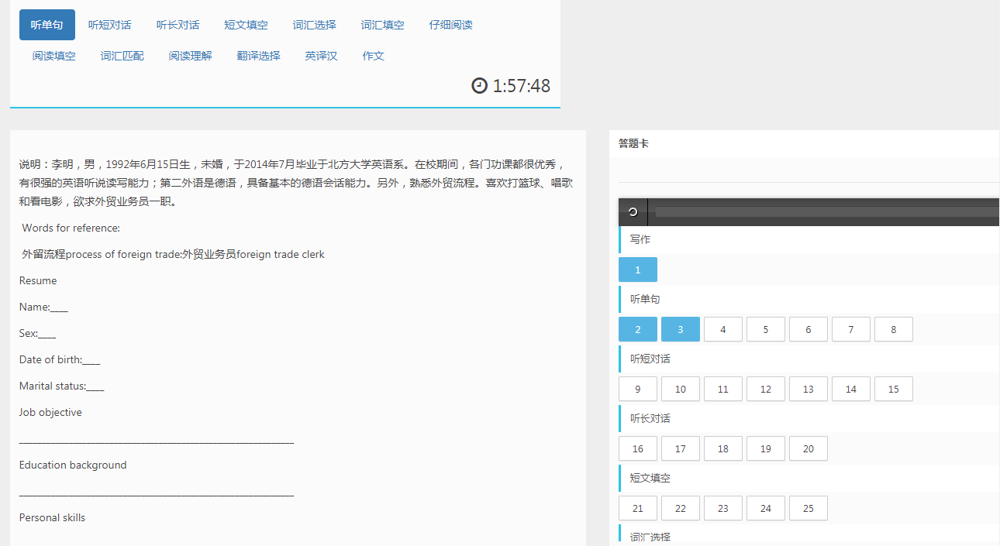 听单句 听短对话 听长对话 短文填空 词汇选择 词汇填空 仔细阅读
阅读填空 词汇匹配 阅读理解 翻译选择 英译汉 作文
1:57:48
说明：李明，男，1992年6月15日生，未婚，于2014年7月毕业于北方大学英语系。在校期间，各门功课都很优秀，
有很强的英语听说读写能力；第二外语是德语，具备基本的德语会话能力。另外，熟悉外贸流程。喜欢打篮球、唱歌
和看电影，欲求外贸业务员一职。
Words for reference:
外留流程process of foreign trade:外贸业务员foreign trade clerk
Resume
Name:____
Sex:____
Date of birth:____
Marital status:____
Job objective
____________________________________________________________
Education background
____________________________________________________________
Personal skills
答题卡
写作
1
听单句
2 3 4 5 6 7 8
听短对话
9 10 11 12 13 14 15
听长对话
16 17 18 19 20
短文填空
21 22 23 24 25
词汇选择